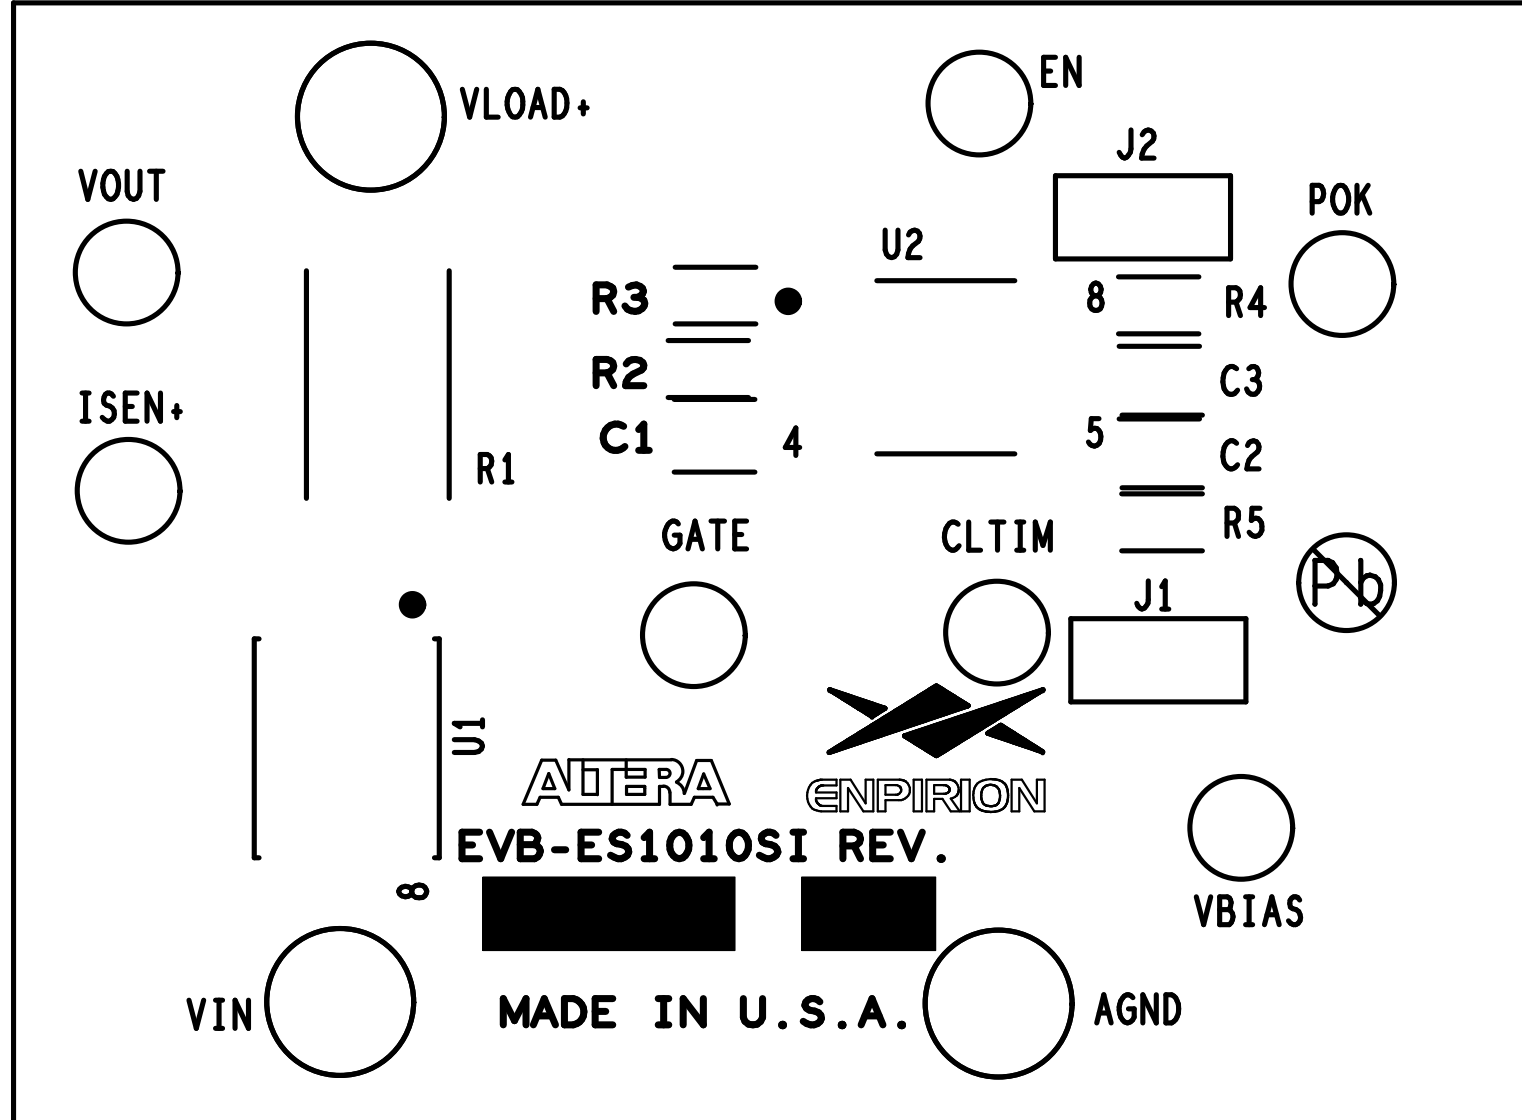 VLOAD+
EN
J2
VOUT
POK
U2
R3
8
R4
R2
C3
ISEN+
C1
4
5
C2
R1
R5
GATE
CLTIM
Pb
J1
U1
ALTERA
ENPIRION
EVB-ES1010SI REV.
8
VBIAS
VIN
MADE IN U.S.A.
AGND